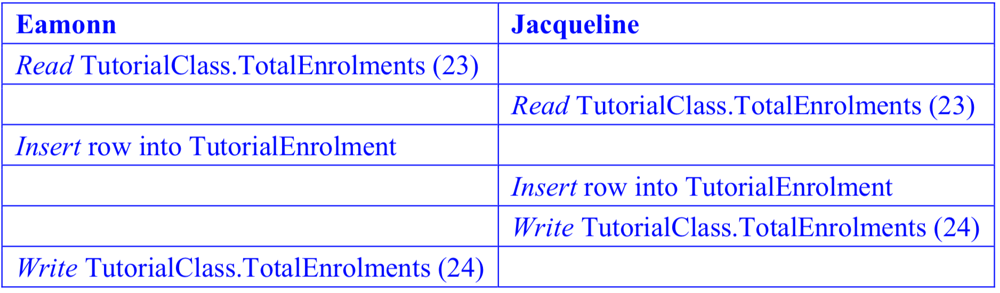 Eamonn Jacqueline
Read TutorialClass.TotalEnrolments (23)
Read TutorialClass.TotalEnrolments (23)
Insert row into TutorialEnrolment
Insert row into TutorialEnrolment
Write TutorialClass.TotalEnrolments (24)
Write TutorialClass.TotalEnrolments (24)